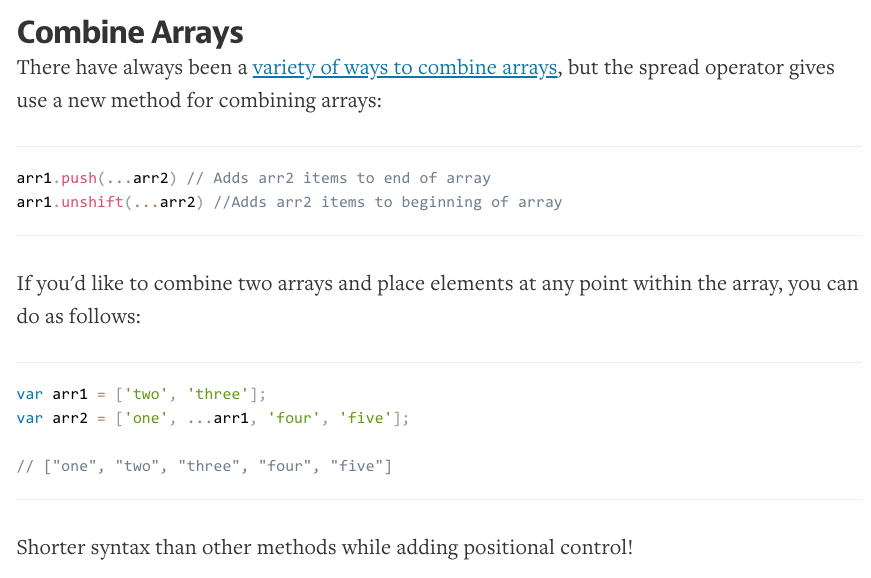 Combine Arrays
There have always been a variety of ways to combine arrays, but the spread operator gives
use a new method for combining arrays:
arr1.push(...arr2) // Adds arr2 items to end of array
arr1.unshift(...arr2) //Adds arr2 items to beginning of array
If you'd like to combine two arrays and place elements at any point within the array, you can
do as follows:
var arr1 = ['two', 'three'];
var arr2 = ['one', ...arr1, 'four', 'five'];
// ["one", "two", "three", "four", "five"]
Shorter syntax than other methods while adding positional control!